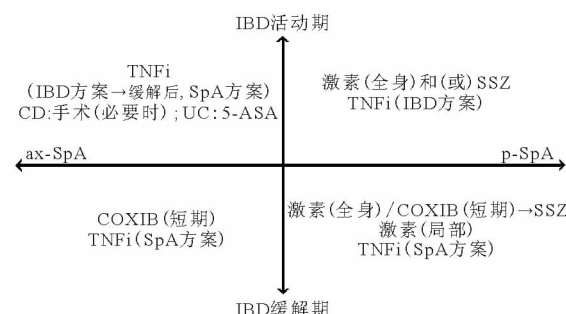 IBD活动期
TNFi
(IBD方案→缓解后, SpA方案)
CD:手术(必要时);UC:5-ASA
激素(全身)和(或)SSZ
TNFi(IBD方案)
ax-SpA
p-SpA
COXIB(短期)
TNFi(SpA方案)
激素(全身)/COXIB(短期)→SSZ
激素(局部)
TNFi(SpA方案)
IBD缓解期